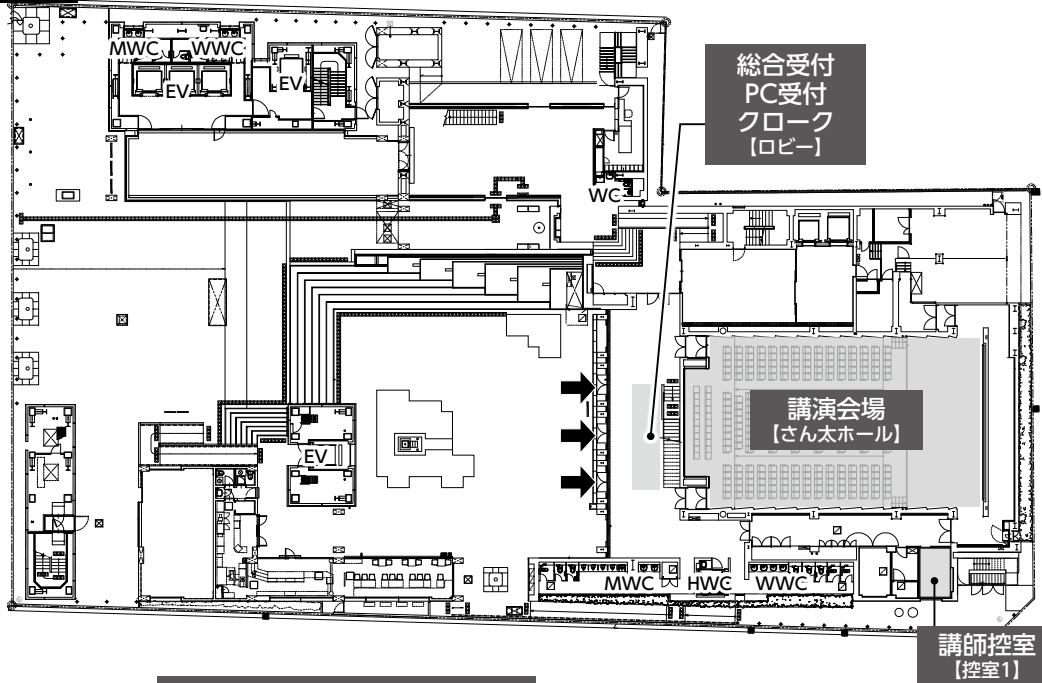 MWC
WWC
EV
EV
総合受付
PC受付
クローク
【ロビー】
WC
講演会場
【さん太ホール】
EV
MWC
HWC
WWC
講師控室
【控室1】